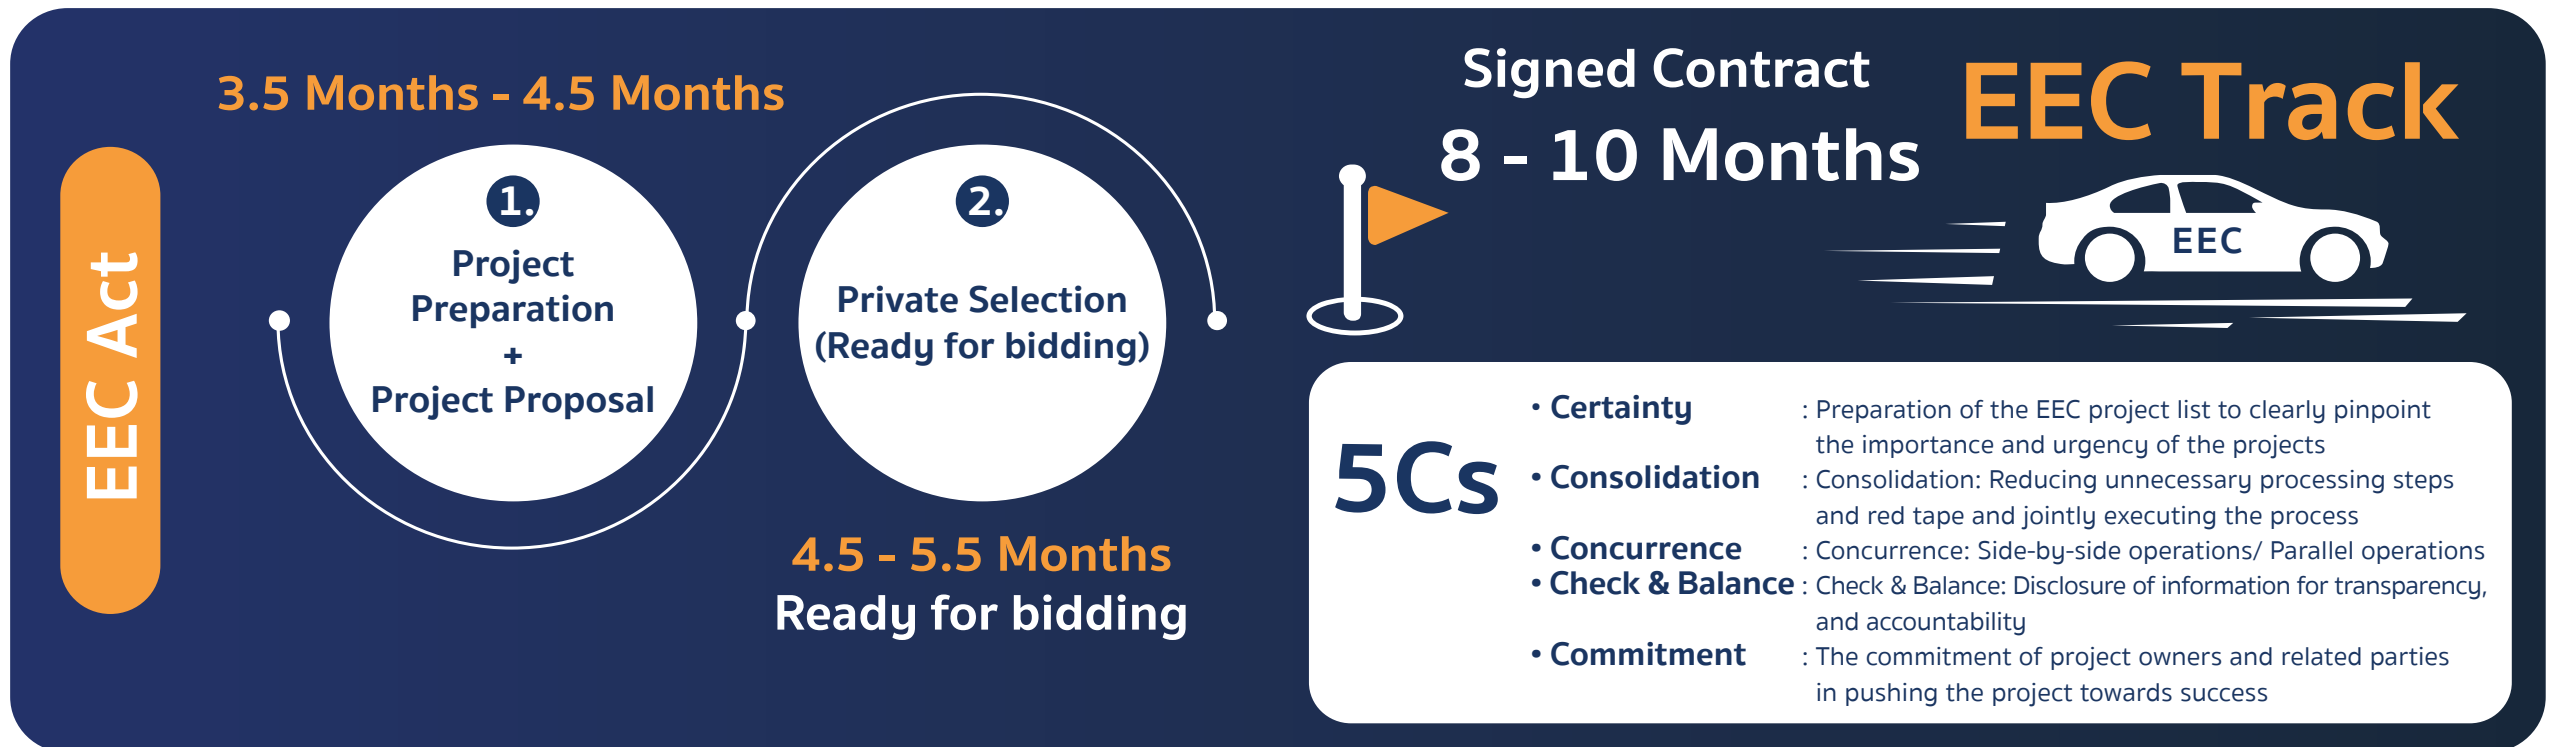 EEC Act
3.5 Months - 4.5 Months
1.
Project
Preparation
+
Project Proposal
2.
Private Selection
(Ready for bidding)
4.5 - 5.5 Months
Ready for bidding
Signed Contract
8 - 10 Months
EEC Track
EEC
5Cs
• Certainty : Preparation of the EEC project list to clearly pinpoint
the importance and urgency of the projects
• Consolidation : Consolidation: Reducing unnecessary processing steps
and red tape and jointly executing the process
• Concurrence : Concurrence: Side-by-side operations/ Parallel operations
• Check & Balance : Check & Balance: Disclosure of information for transparency,
and accountability
• Commitment : The commitment of project owners and related parties
in pushing the project towards success